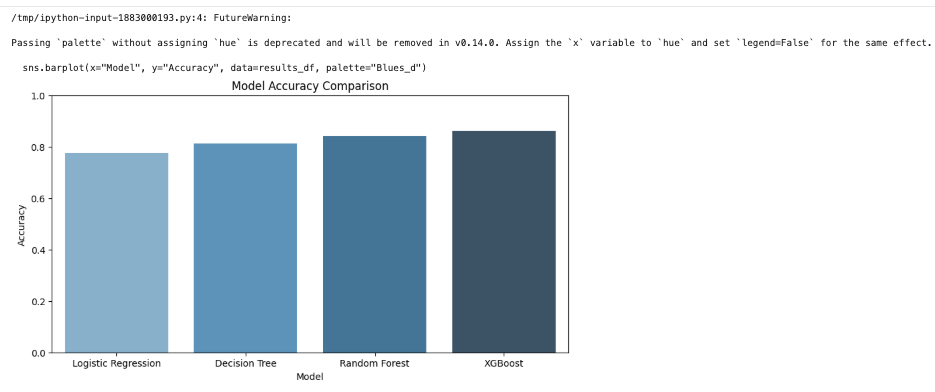 /tmp/ipython-input-1883000193.py:4: FutureWarning:
Passing `palette` without assigning `hue` is deprecated and will be removed in v0.14.0. Assign the `x` variable to `hue` and set `legend=False` for the same effect.
sns.barplot(x="Model", y="Accuracy", data=results_df, palette="Blues_d")
Model Accuracy Comparison
1.0
0.8
0.6
0.4
0.2
0.0
Accuracy
Logistic Regression
Decision Tree
Random Forest
XGBoost
Model